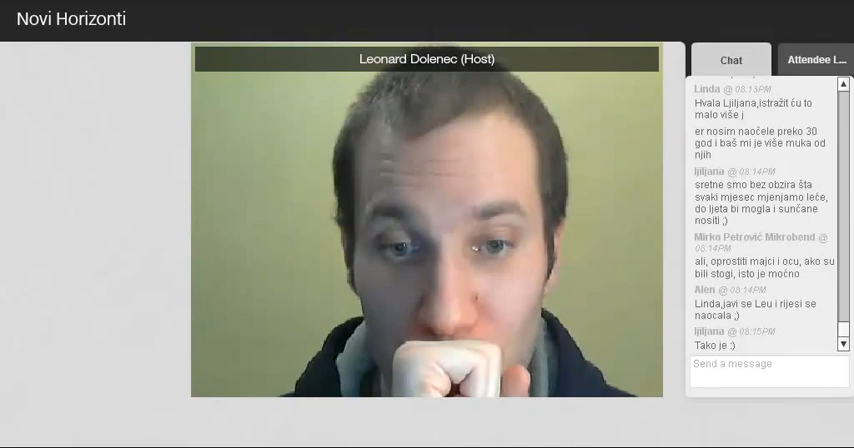 Novi Horizonti
Leonard Dolenec (Host)
Chat
Attendee L...
Linda @ 08:13PM
Hvala Ljiljana,istražit ću to
malo više j
er nosim naočele preko 30
god i baš mi je više muka od
njih
ljiljana @ 08:14PM
sretne smo bez obzira šta
svaki mjesec mjenjamo leće,
do ljeta bi mogla i sunčane
nositi ;)
Mirko Petrović Mikrobend @
08:14PM
ali, oprostiti majci i ocu, ako su
bili stogi, isto je moćno
Alen @ 08:14PM
Linda,javi se Leu i rijesi se
naocala ;)
ljiljana @ 08:15PM
Tako je :)
Send a message